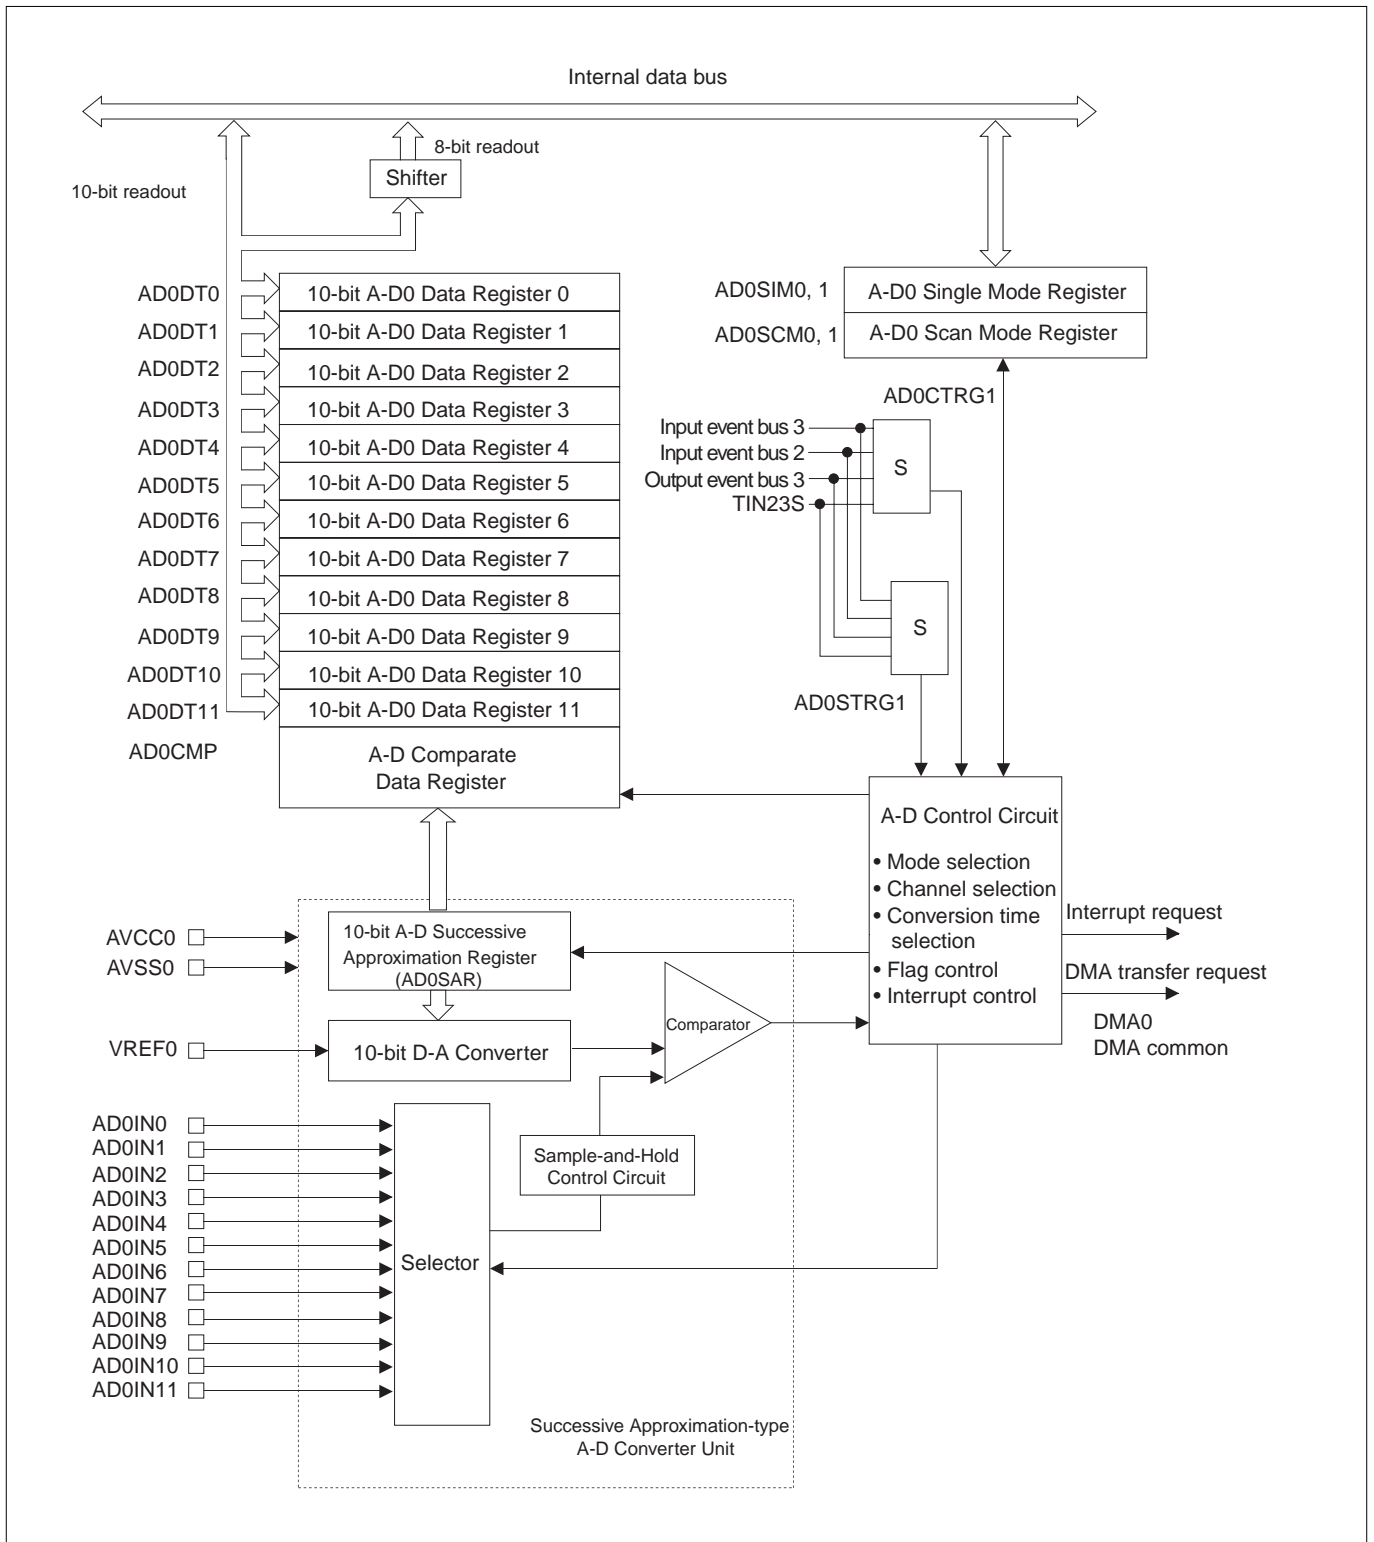 Internal data bus
8-bit readout
Shifter
10-bit readout
AD0DT0
10-bit A-D0 Data Register 0
AD0DT1
10-bit A-D0 Data Register 1
AD0DT2
10-bit A-D0 Data Register 2
AD0DT3
10-bit A-D0 Data Register 3
AD0DT4
10-bit A-D0 Data Register 4
AD0DT5
10-bit A-D0 Data Register 5
AD0DT6
10-bit A-D0 Data Register 6
AD0DT7
10-bit A-D0 Data Register 7
AD0DT8
10-bit A-D0 Data Register 8
AD0DT9
10-bit A-D0 Data Register 9
AD0DT10
10-bit A-D0 Data Register 10
AD0DT11
10-bit A-D0 Data Register 11
AD0CMP
A-D Comparate
Data Register
AD0SIM0, 1
A-D0 Single Mode Register
AD0SCM0, 1
A-D0 Scan Mode Register
AD0CTRG1
Input event bus 3
Input event bus 2
Output event bus 3
TIN23S
S
S
AD0STRG1
A-D Control Circuit
• Mode selection
• Channel selection
• Conversion time
selection
• Flag control
• Interrupt control
Interrupt request
DMA transfer request
DMA0
DMA common
AVCC0
AVSS0
10-bit A-D Successive
Approximation Register
(AD0SAR)
VREF0
10-bit D-A Converter
Comparator
Sample-and-Hold
Control Circuit
AD0IN0
AD0IN1
AD0IN2
AD0IN3
AD0IN4
AD0IN5
AD0IN6
AD0IN7
AD0IN8
AD0IN9
AD0IN10
AD0IN11
Selector
Successive Approximation-type
A-D Converter Unit